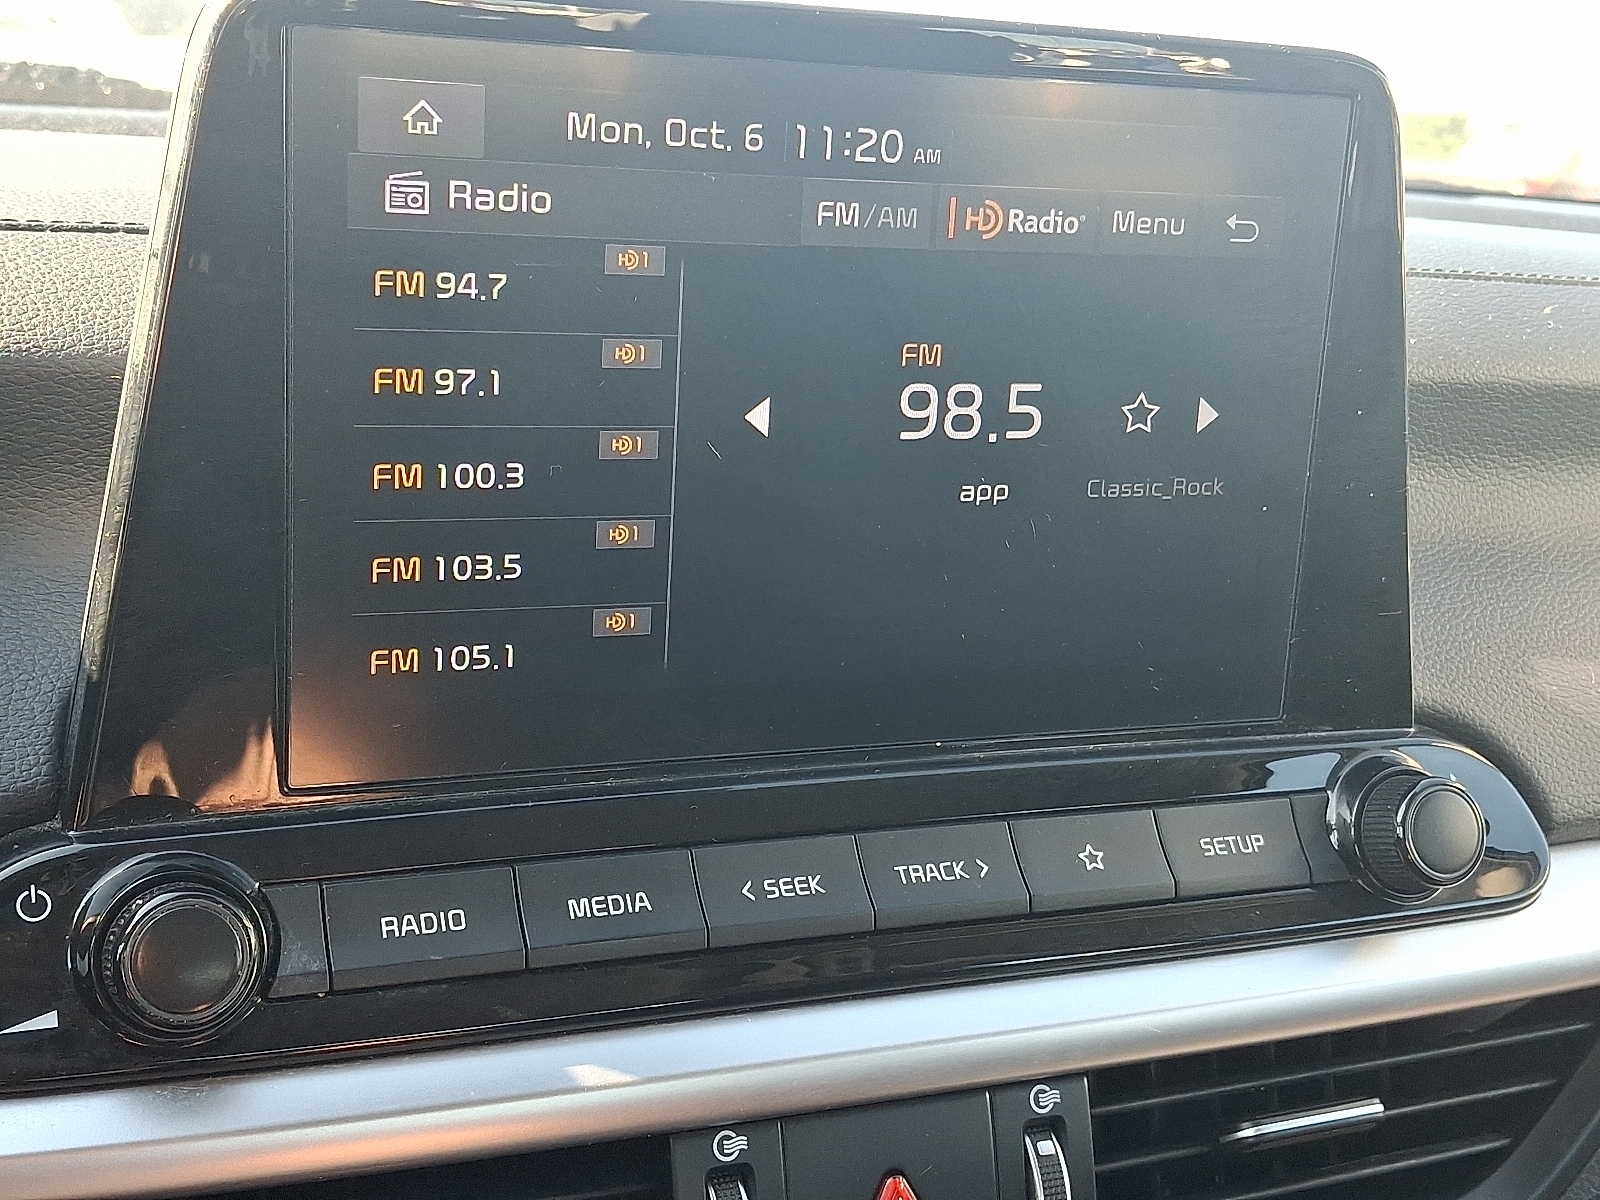 Mon, Oct. 6 11:20 AM
Radio FM/AM HD Radio® Menu
HD1
FM 94.7
HD1
FM 97.1
HD1
FM 100.3
HD1
FM 103.5
HD1
FM 105.1
FM
98.5
app Classic_Rock
RADIO MEDIA < SEEK TRACK > SETUP